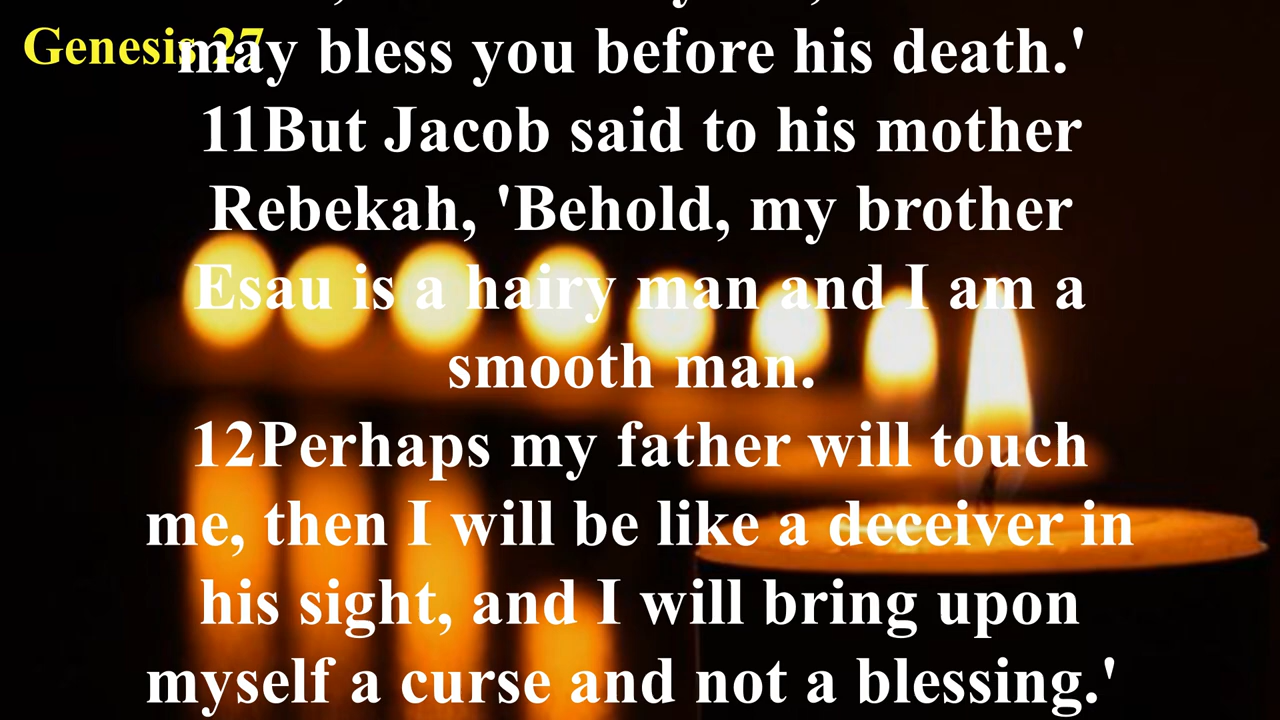 Genesis 27
may bless you before his death.'
11But Jacob said to his mother
Rebekah, 'Behold, my brother
Esau is a hairy man and I am a
smooth man.
12Perhaps my father will touch
me, then I will be like a deceiver in
his sight, and I will bring upon
myself a curse and not a blessing.'